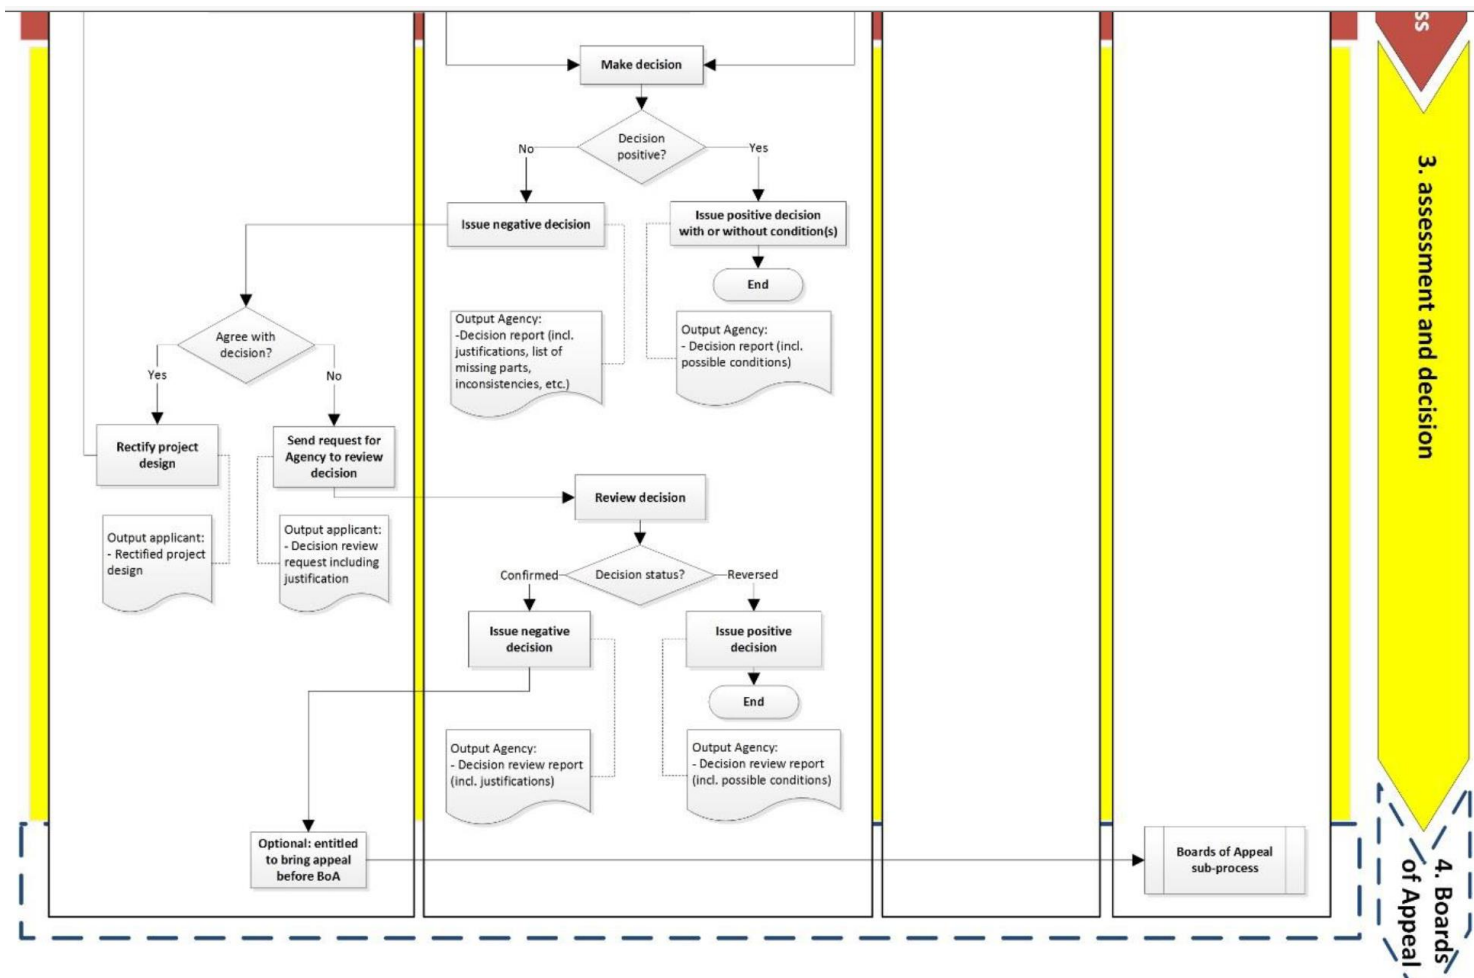 ss
Make decision
Decision
positive?
No
Yes
Issue negative decision
Issue positive decision
with or without condition(s)
End
Output Agency:
-Decision report (incl.
justifications, list of
missing parts,
inconsistencies, etc.)
Output Agency:
- Decision report (incl.
possible conditions)
Agree with
decision?
Yes
No
Rectify project
design
Send request for
Agency to review
decision
Output applicant:
- Rectified project
design
Output applicant:
- Decision review
request including
justification
Review decision
Decision status?
Confirmed
Reversed
Issue negative
decision
Issue positive
decision
End
Output Agency:
- Decision review report
(incl. justifications)
Output Agency:
- Decision review report
(incl. possible conditions)
Optional: entitled
to bring appeal
before BoA
Boards of Appeal
sub-process
3. assessment and decision
4. Boards
of Appeal